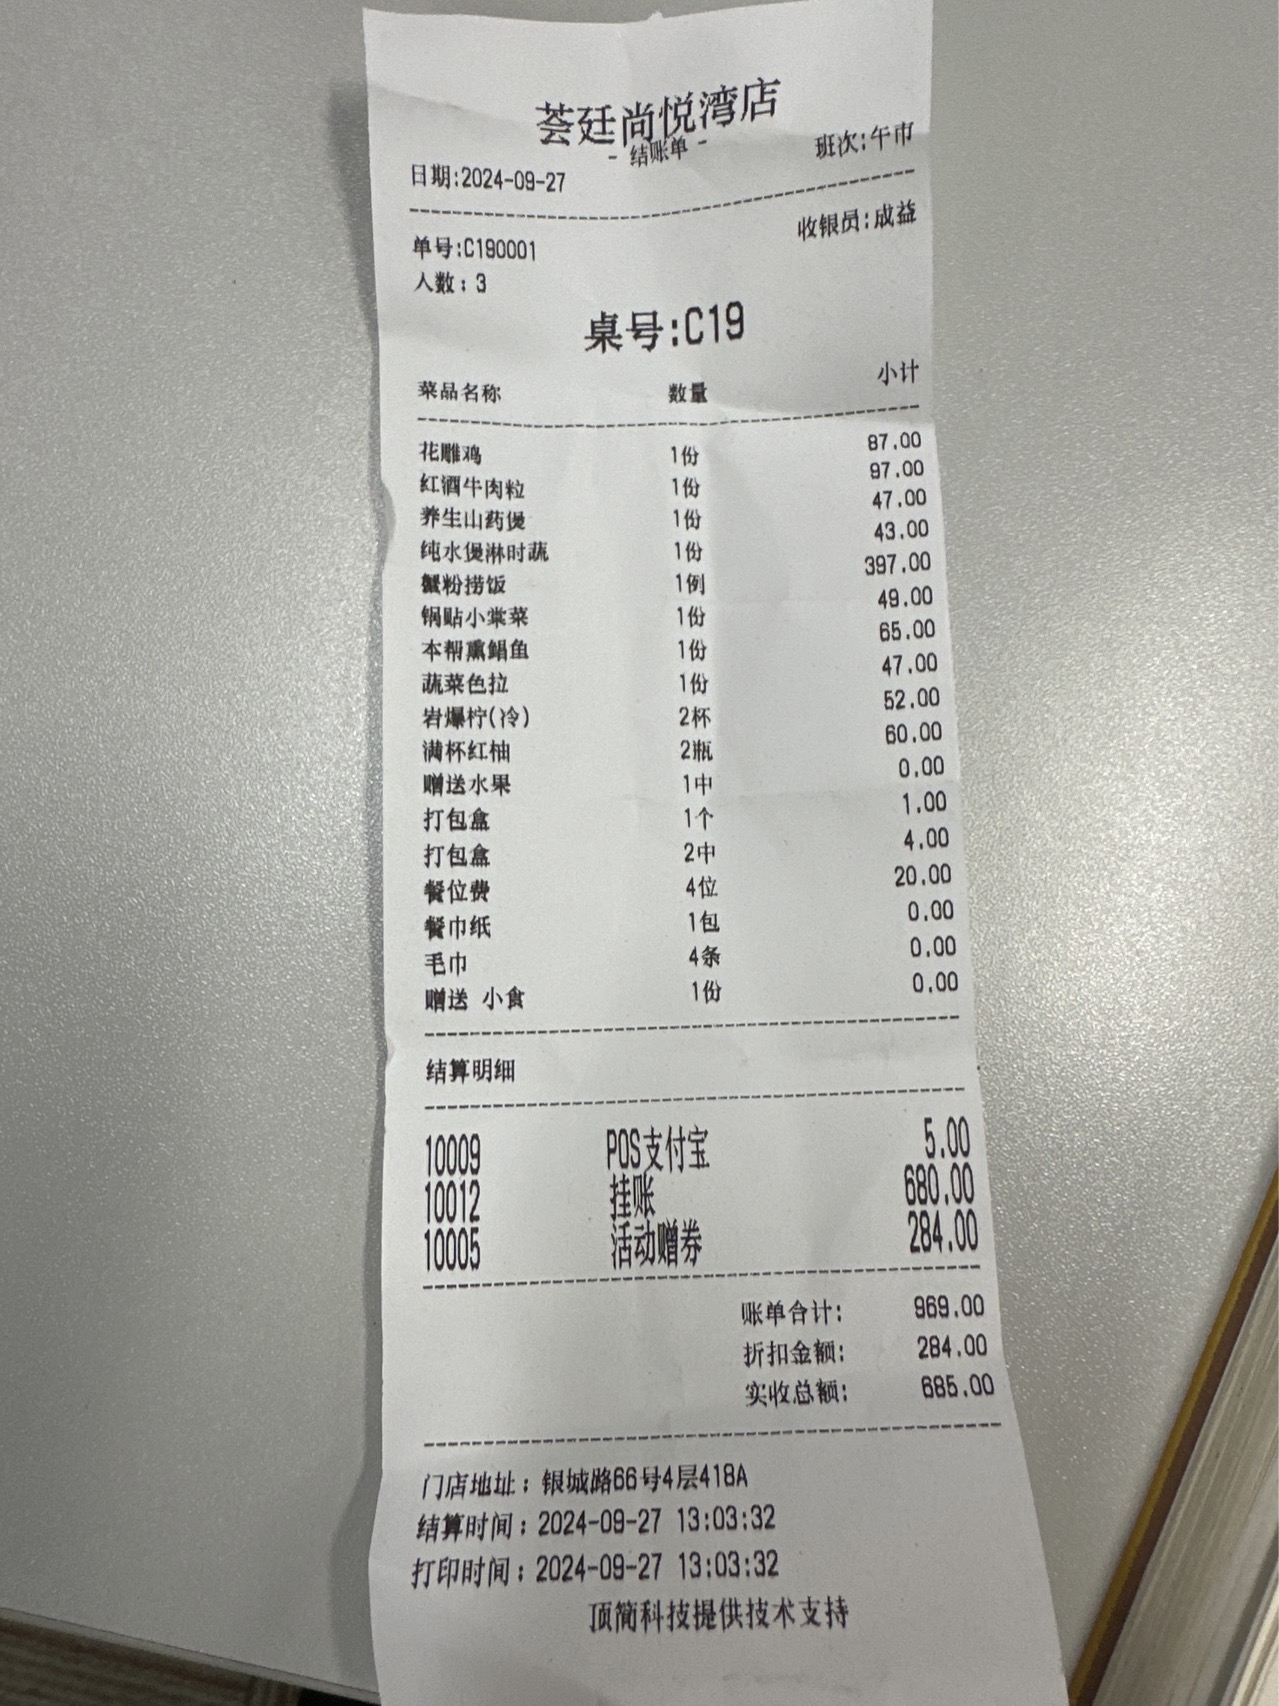 荟廷尚悦湾店
- 结账单 -
日期:2024-09-27 班次:午市
单号:C190001 收银员:成益
人数:3
桌号:C19
菜品名称 数量 小计
花雕鸡 1份 87.00
红酒牛肉粒 1份 97.00
养生山药煲 1份 47.00
纯水煲淋时蔬 1份 43.00
蟹粉捞饭 1例 397.00
锅贴小棠菜 1份 49.00
本帮熏鲳鱼 1份 65.00
蔬菜色拉 1份 47.00
岩爆柠(冷) 2杯 52.00
满杯红柚 2瓶 60.00
赠送水果 1中 0.00
打包盒 1个 1.00
打包盒 2中 4.00
餐位费 4位 20.00
餐巾纸 1包 0.00
毛巾 4条 0.00
赠送 小食 1份 0.00
结算明细
10009 POS支付宝 5.00
10012 挂账 680.00
10005 活动赠券 284.00
账单合计: 969.00
折扣金额: 284.00
实收总额: 685.00
门店地址:银城路66号4层418A
结算时间:2024-09-27 13:03:32
打印时间:2024-09-27 13:03:32
顶简科技提供技术支持